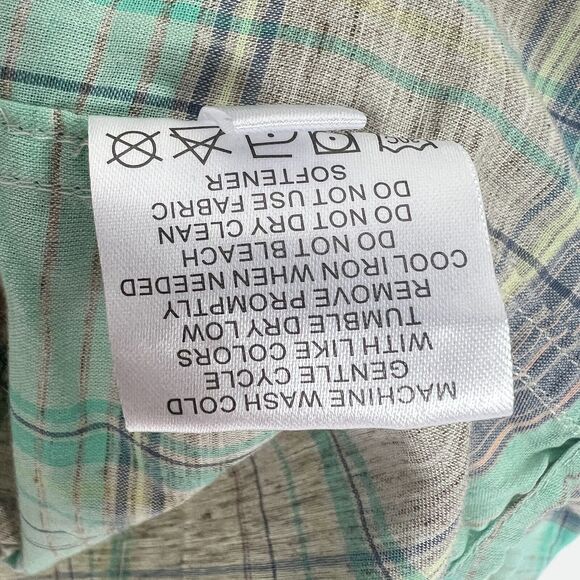 MACHINE WASH COLD
GENTLE CYCLE
WITH LIKE COLORS
TUMBLE DRY LOW
REMOVE PROMPTLY
COOL IRON WHEN NEEDED
DO NOT BLEACH
DO NOT DRY CLEAN
DO NOT USE FABRIC
SOFTENER